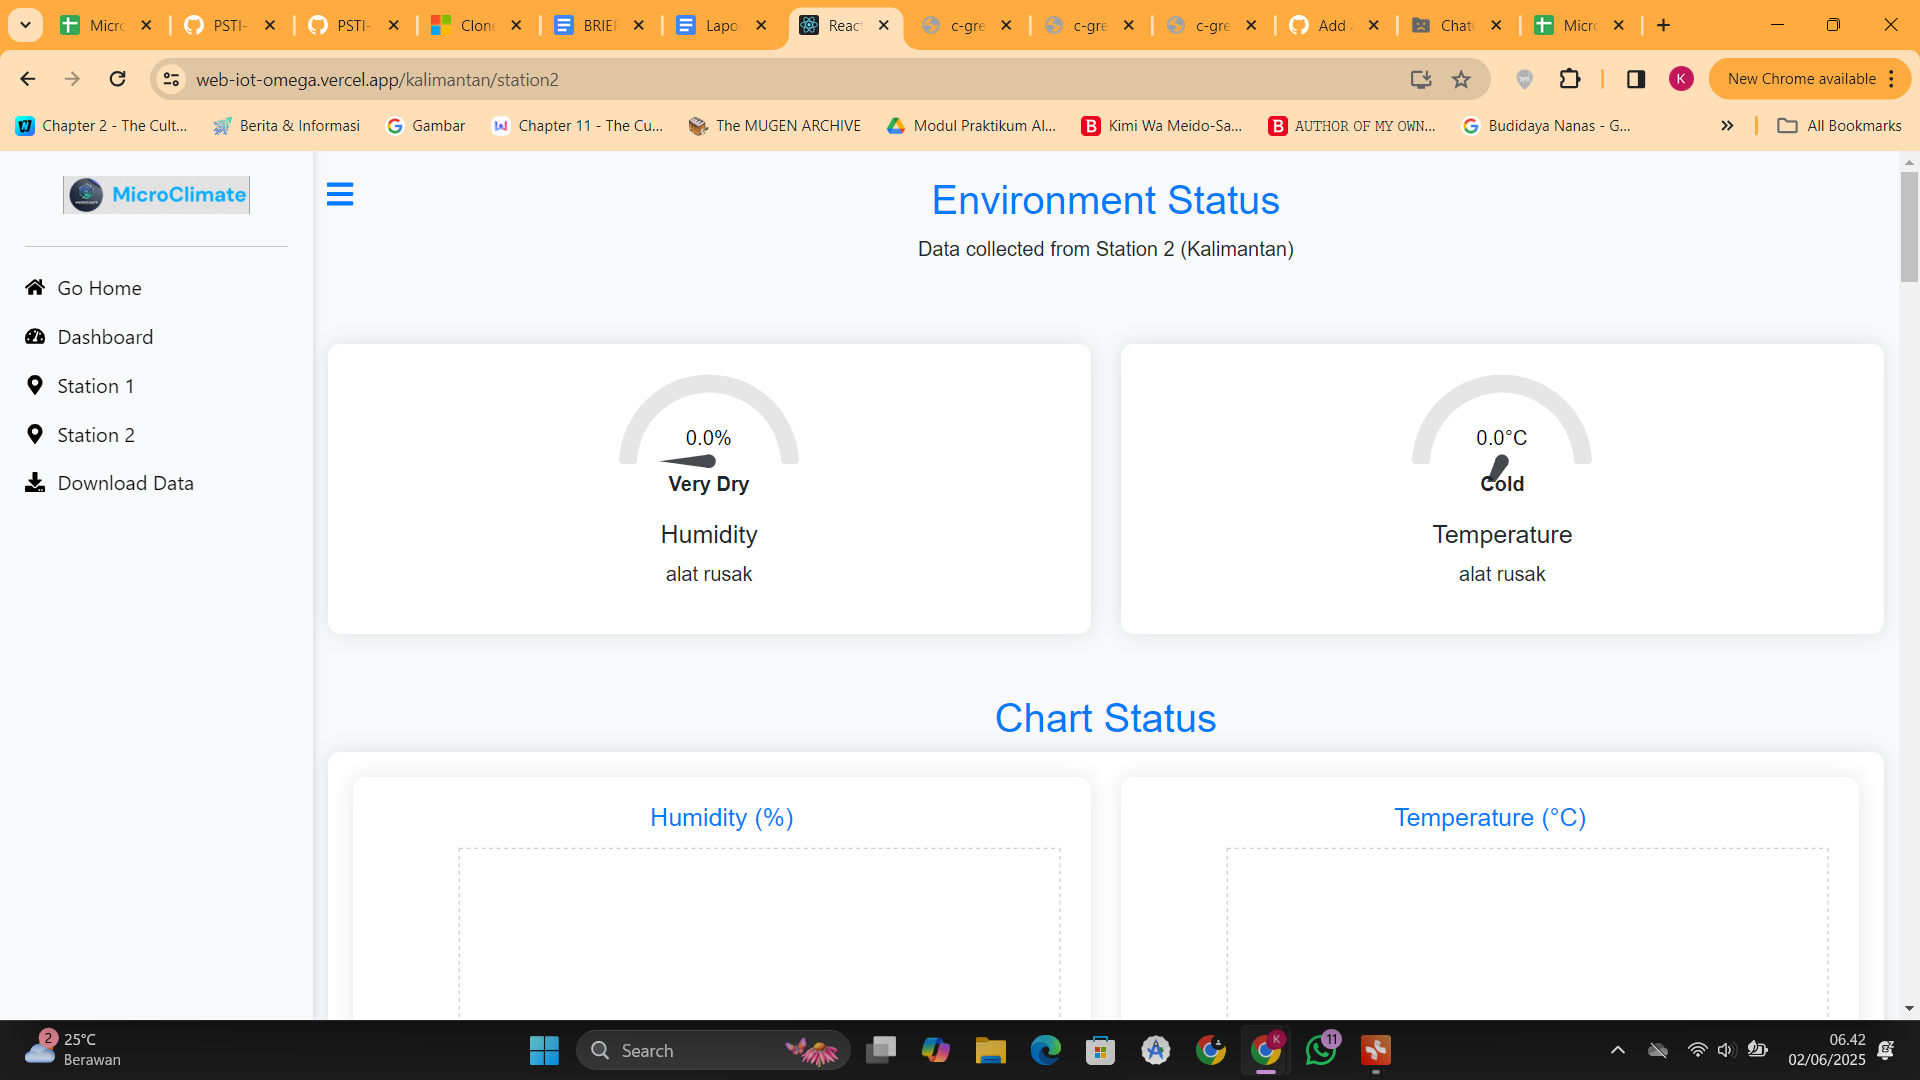 Micro
PSTI-
PSTI-
Clone
BRIEF
Lapo
React
c-gre
c-gre
c-gre
Add
Chat
Micro
web-iot-omega.vercel.app/kalimantan/station2
K
New Chrome available
Chapter 2 - The Cult...
Berita & Informasi
Gambar
Chapter 11 - The Cu...
The MUGEN ARCHIVE
Modul Praktikum Al...
B
Kimi Wa Meido-Sa...
B
AUTHOR OF MY OWN...
Budidaya Nanas - G...
All Bookmarks
MicroClimate
Go Home
Dashboard
Station 1
Station 2
Download Data
Environment Status
Data collected from Station 2 (Kalimantan)
0.0%
Very Dry
Humidity
alat rusak
0.0°C
Cold
Temperature
alat rusak
Chart Status
Humidity (%)
Temperature (°C)
2
25°C
Berawan
Search
K
11
06.42
02/06/2025